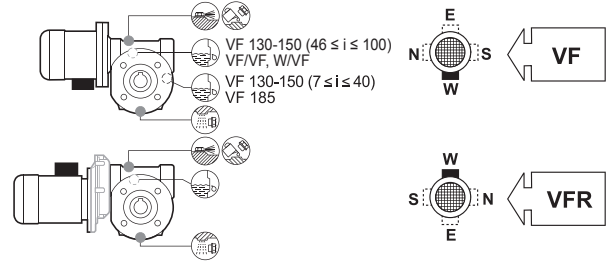 VF 130-150 (46 ≤ i ≤ 100)
VF/VF, W/VF
VF 130-150 (7 ≤ i ≤ 40)
VF 185
E
N S
W
VF
W
S N
E
VFR